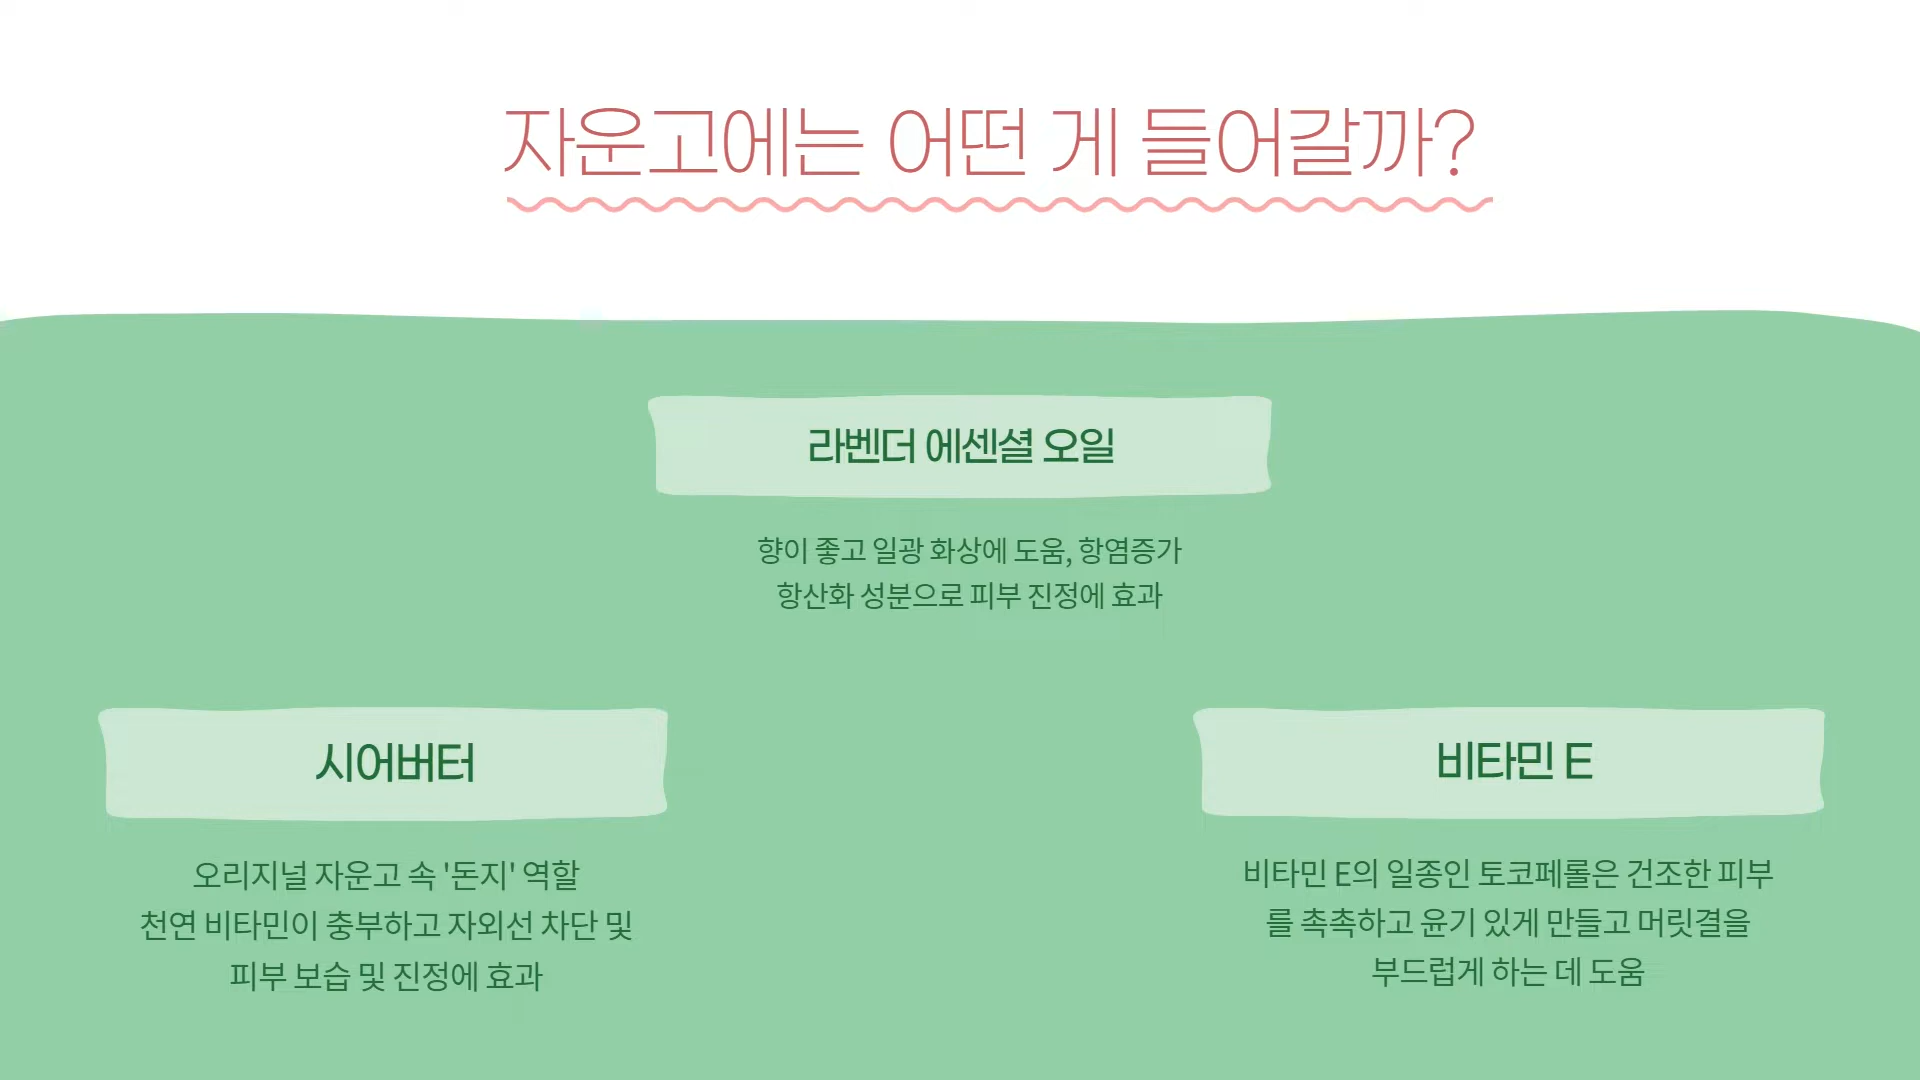 자운고에는 어떤 게 들어갈까?
라벤더 에센셜 오일
향이 좋고 일광 화상에 도움, 항염증가
항산화 성분으로 피부 진정에 효과
시어버터
오리지널 자운고 속 '돈지' 역할
천연 비타민이 충부하고 자외선 차단 및
피부 보습 및 진정에 효과
비타민 E
비타민 E의 일종인 토코페롤은 건조한 피부
를 촉촉하고 윤기 있게 만들고 머릿결을
부드럽게 하는 데 도움